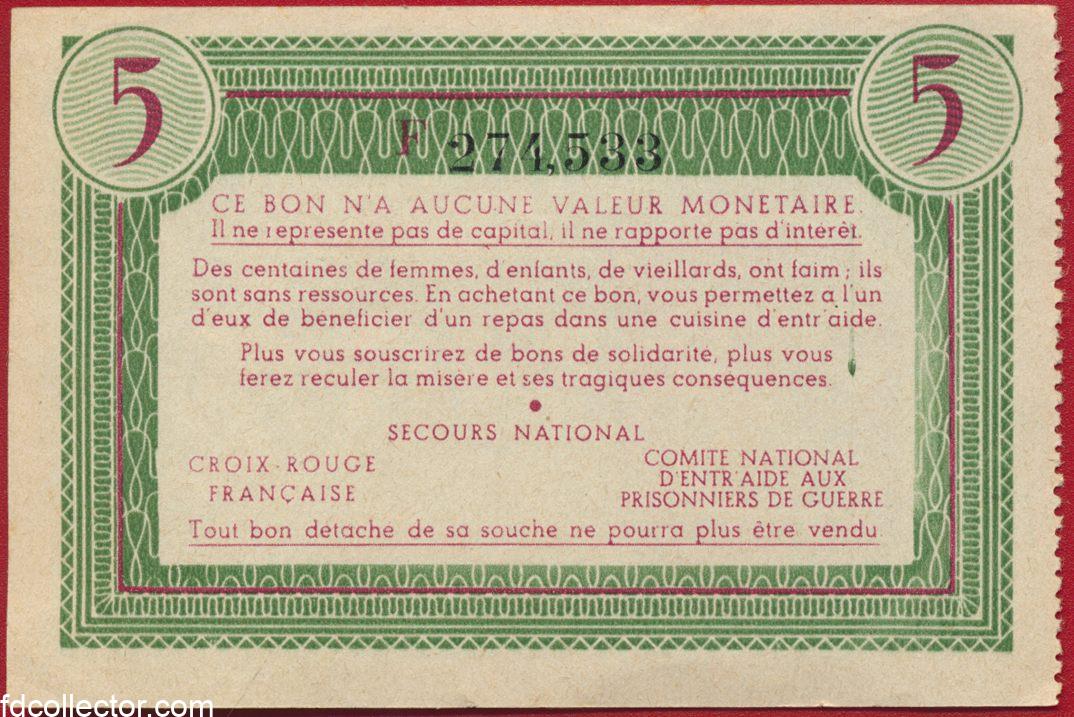 5 5
F 274,533
CE BON N'A AUCUNE VALEUR MONETAIRE.
Il ne represente pas de capital, il ne rapporte pas d'intérêt.
Des centaines de femmes, d'enfants, de vieillards, ont faim ; ils
sont sans ressources. En achetant ce bon, vous permettez a l'un
d'eux de beneficier d'un repas dans une cuisine d'entr'aide.
Plus vous souscrirez de bons de solidarité, plus vous
ferez reculer la misère et ses tragiques conséquences.
SECOURS NATIONAL
CROIX-ROUGE
FRANÇAISE
COMITE NATIONAL
D'ENTR'AIDE AUX
PRISONNIERS DE GUERRE
Tout bon détache de sa souche ne pourra plus être vendu.
fdcollector.com